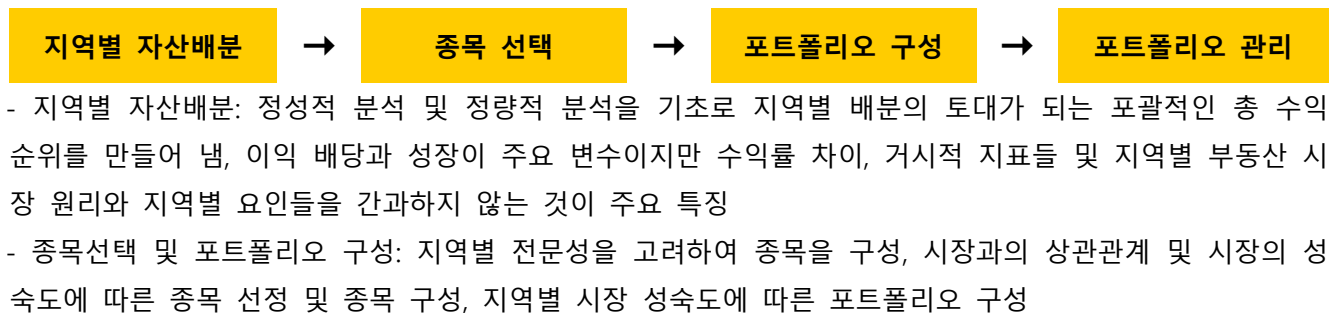 지역별 자산배분 → 종목 선택 → 포트폴리오 구성 → 포트폴리오 관리
- 지역별 자산배분: 정성적 분석 및 정량적 분석을 기초로 지역별 배분의 토대가 되는 포괄적인 총 수익
순위를 만들어 냄, 이익 배당과 성장이 주요 변수이지만 수익률 차이, 거시적 지표들 및 지역별 부동산 시
장 원리와 지역별 요인들을 간과하지 않는 것이 주요 특징
- 종목선택 및 포트폴리오 구성: 지역별 전문성을 고려하여 종목을 구성, 시장과의 상관관계 및 시장의 성
숙도에 따른 종목 선정 및 종목 구성, 지역별 시장 성숙도에 따른 포트폴리오 구성